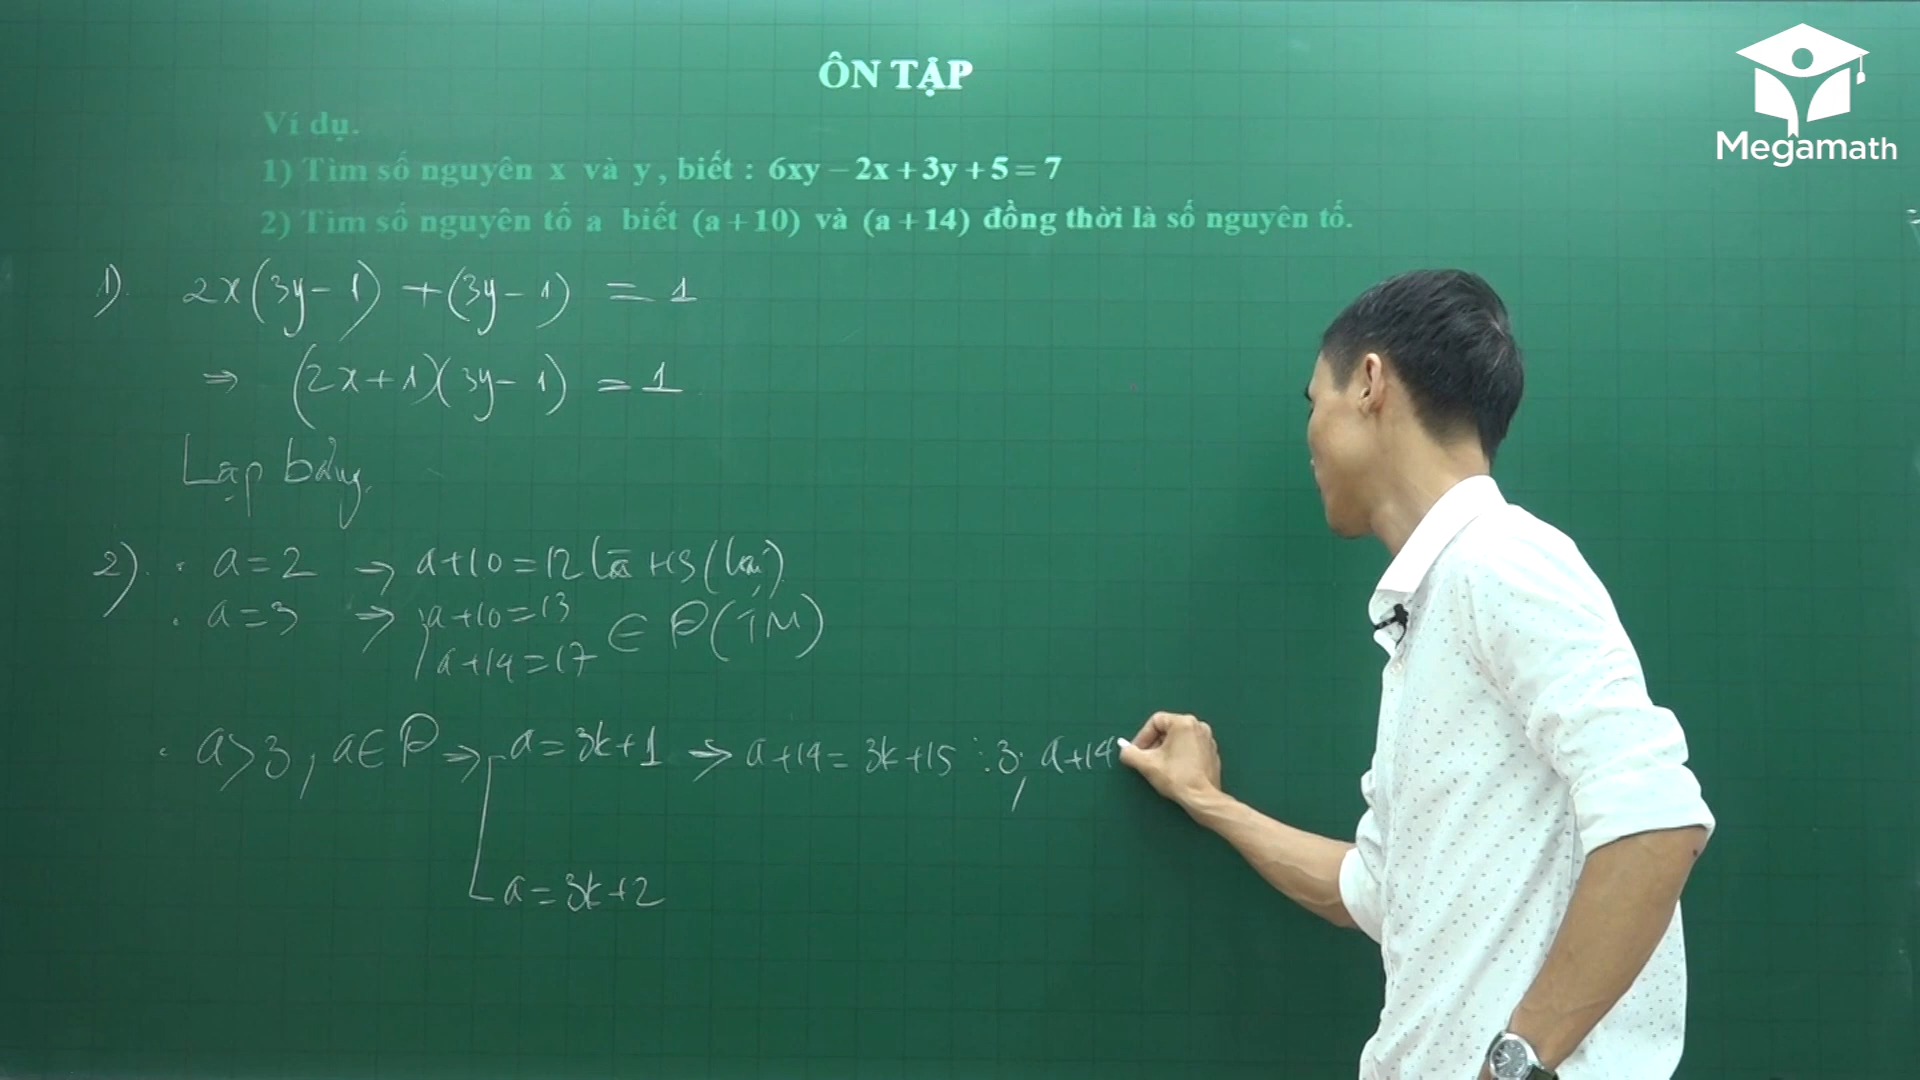 ÔN TẬP
Megamath
Ví dụ.
1) Tìm số nguyên x và y, biết : 6xy − 2x + 3y + 5 = 7
2) Tìm số nguyên tố a biết (a + 10) và (a + 14) đồng thời là số nguyên tố.
1). 2x(3y − 1) + (3y − 1) = 1
⇒ (2x + 1)(3y − 1) = 1
Lập bảng.
2). • a = 2 → a + 10 = 12 là HS (loại)
• a = 3 ⇒ a + 10 = 13
a + 14 = 17 ∈ P (TM)
• a > 3, a ∈ P ⇒ a = 3k + 1 ⇒ a + 14 = 3k + 15 ⋮ 3; a + 14
a = 3k + 2